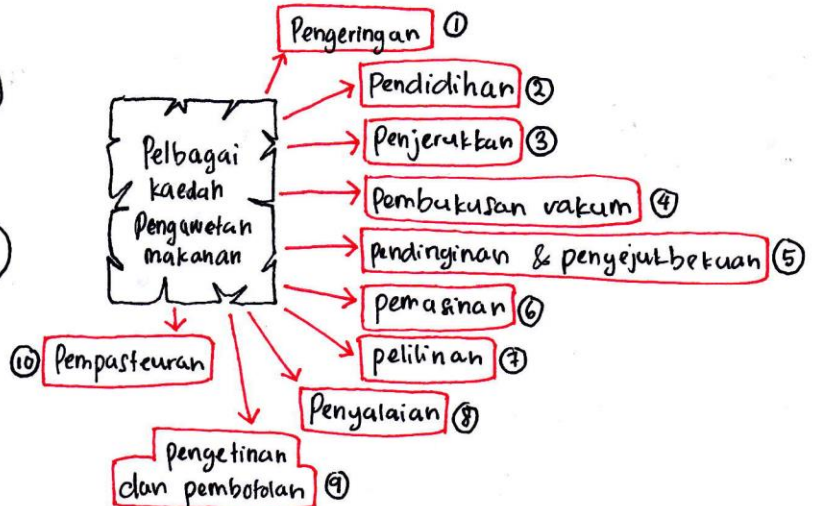 Pelbagai
kaedah
Pengawetan
makanan
Pengeringan ①
Pendidihan ②
Penjerukkan ③
Pembukusan vakum ④
pendinginan & penyejukbekuan ⑤
pemasinan ⑥
pelilinan ⑦
Penyalaian ⑧
pengetinan
dan pembotolan ⑨
⑩ Pempasteuran